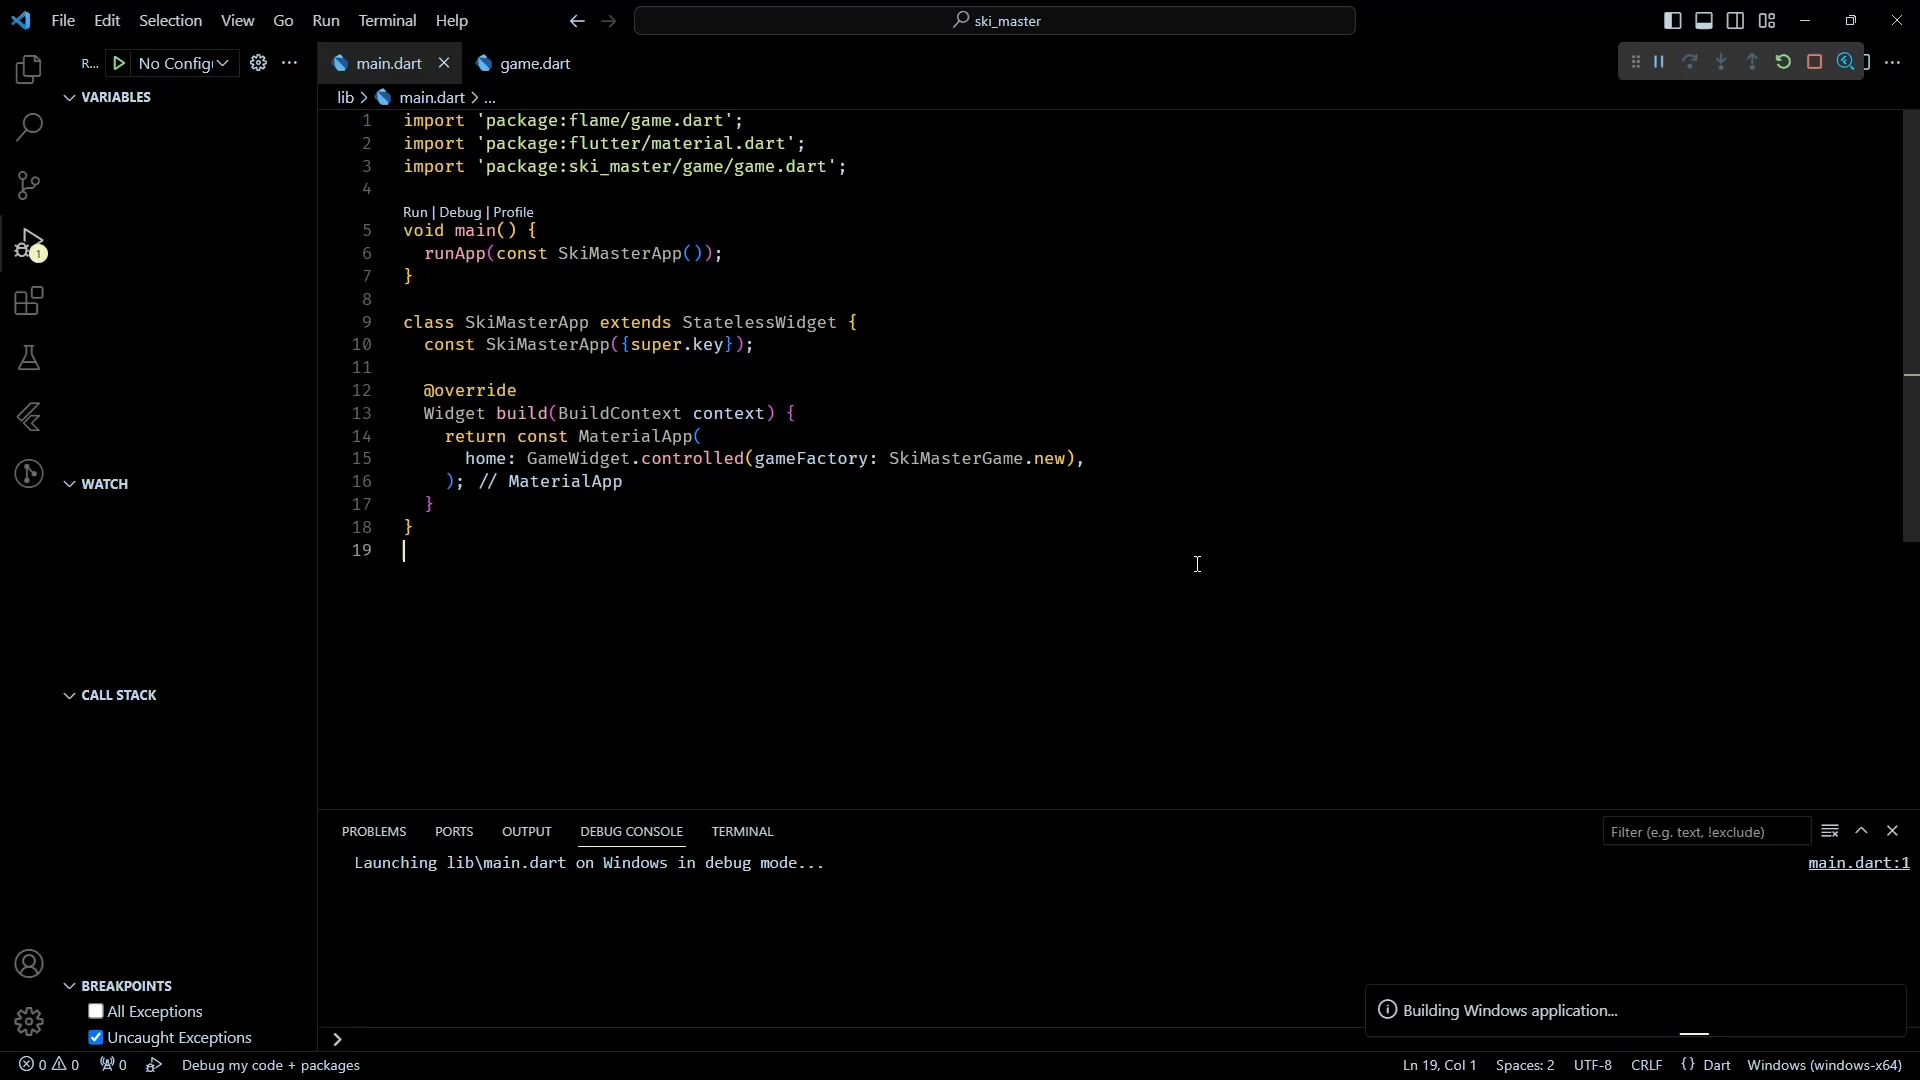 File Edit Selection View Go Run Terminal Help
ski_master
R... No Config
main.dart
game.dart
VARIABLES
lib > main.dart > ...
1 import 'package:flame/game.dart';
2 import 'package:flutter/material.dart';
3 import 'package:ski_master/game/game.dart';
4
Run | Debug | Profile
5 void main() {
6 runApp(const SkiMasterApp());
7 }
8
9 class SkiMasterApp extends StatelessWidget {
10 const SkiMasterApp({super.key});
11
12 @override
13 Widget build(BuildContext context) {
14 return const MaterialApp(
15 home: GameWidget.controlled(gameFactory: SkiMasterGame.new),
16 ); // MaterialApp
17 }
18 }
19
1
WATCH
CALL STACK
PROBLEMS PORTS OUTPUT DEBUG CONSOLE TERMINAL
Filter (e.g. text, !exclude)
Launching lib\main.dart on Windows in debug mode...
main.dart:1
BREAKPOINTS
All Exceptions
Uncaught Exceptions
Building Windows application...
>
0 0 0 Debug my code + packages
Ln 19, Col 1 Spaces: 2 UTF-8 CRLF {} Dart Windows (windows-x64)